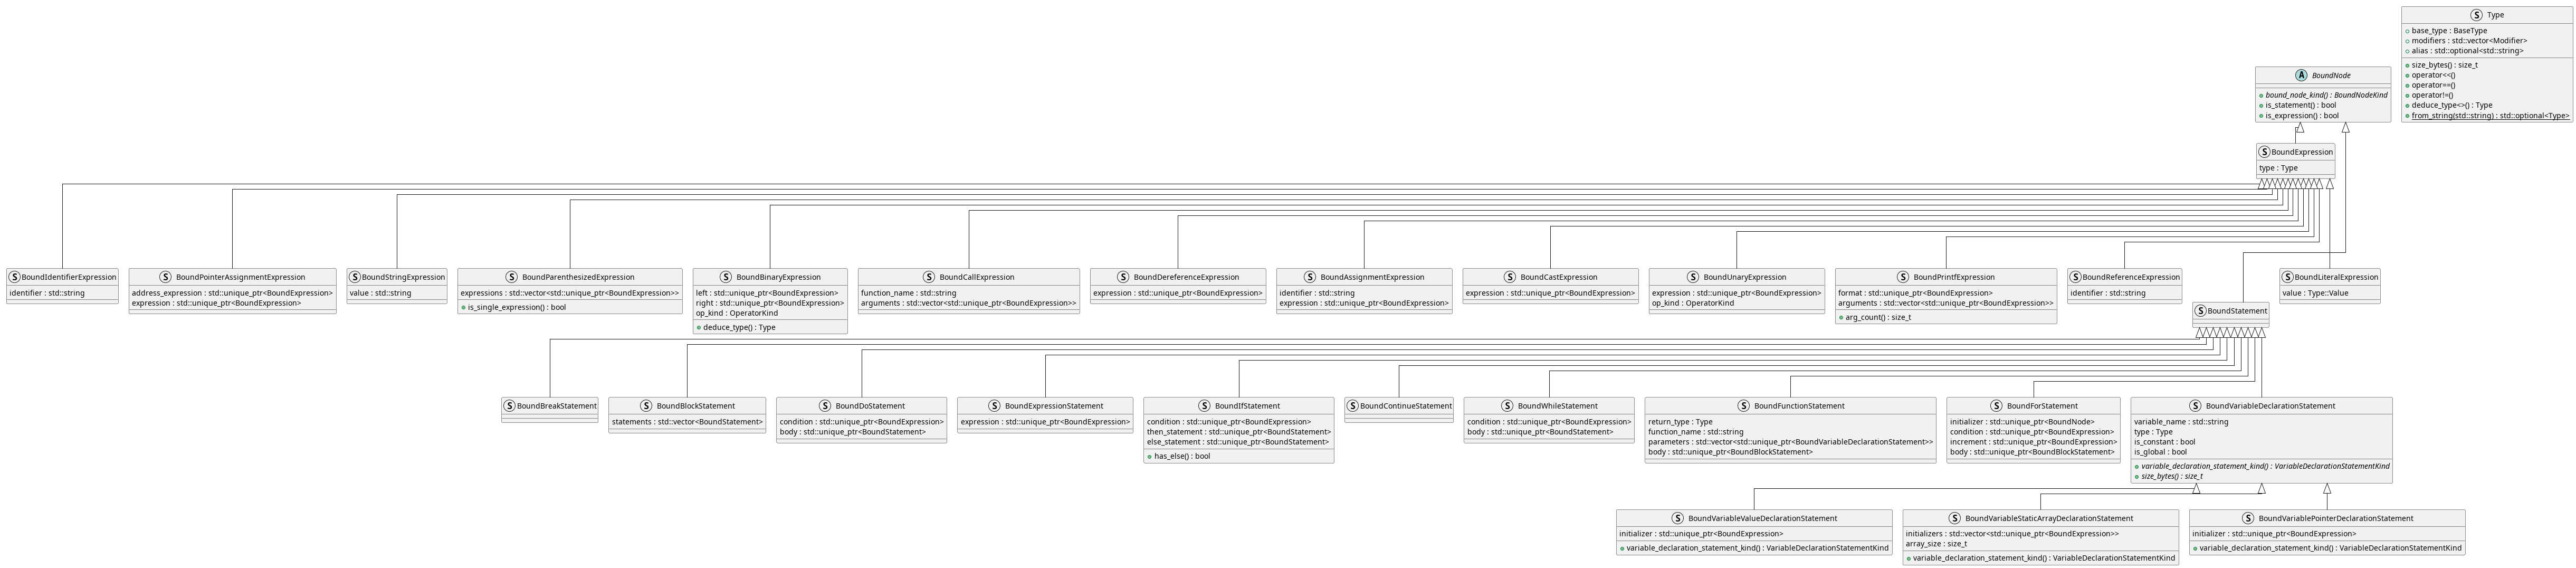 S Type
base_type : BaseType
modifiers : std::vector<Modifier>
alias : std::optional<std::string>
size_bytes() : size_t
operator<<()
operator==()
operator!=()
deduce_type<>() : Type
from_string(std::string) : std::optional<Type>
A BoundNode
bound_node_kind() : BoundNodeKind
is_statement() : bool
is_expression() : bool
S BoundExpression
type : Type
S BoundIdentifierExpression
identifier : std::string
S BoundPointerAssignmentExpression
address_expression : std::unique_ptr<BoundExpression>
expression : std::unique_ptr<BoundExpression>
S BoundStringExpression
value : std::string
S BoundParenthesizedExpression
expressions : std::vector<std::unique_ptr<BoundExpression>>
is_single_expression() : bool
S BoundBinaryExpression
left : std::unique_ptr<BoundExpression>
right : std::unique_ptr<BoundExpression>
op_kind : OperatorKind
deduce_type() : Type
S BoundCallExpression
function_name : std::string
arguments : std::vector<std::unique_ptr<BoundExpression>>
S BoundDereferenceExpression
expression : std::unique_ptr<BoundExpression>
S BoundAssignmentExpression
identifier : std::string
expression : std::unique_ptr<BoundExpression>
S BoundCastExpression
expression : std::unique_ptr<BoundExpression>
S BoundUnaryExpression
expression : std::unique_ptr<BoundExpression>
op_kind : OperatorKind
S BoundPrintfExpression
format : std::unique_ptr<BoundExpression>
arguments : std::vector<std::unique_ptr<BoundExpression>>
arg_count() : size_t
S BoundReferenceExpression
identifier : std::string
S BoundLiteralExpression
value : Type::Value
S BoundStatement
S BoundBreakStatement
S BoundBlockStatement
statements : std::vector<BoundStatement>
S BoundDoStatement
condition : std::unique_ptr<BoundExpression>
body : std::unique_ptr<BoundStatement>
S BoundExpressionStatement
expression : std::unique_ptr<BoundExpression>
S BoundIfStatement
condition : std::unique_ptr<BoundExpression>
then_statement : std::unique_ptr<BoundStatement>
else_statement : std::unique_ptr<BoundStatement>
has_else() : bool
S BoundContinueStatement
S BoundWhileStatement
condition : std::unique_ptr<BoundExpression>
body : std::unique_ptr<BoundStatement>
S BoundFunctionStatement
return_type : Type
function_name : std::string
parameters : std::vector<std::unique_ptr<BoundVariableDeclarationStatement>>
body : std::unique_ptr<BoundBlockStatement>
S BoundForStatement
initializer : std::unique_ptr<BoundNode>
condition : std::unique_ptr<BoundExpression>
increment : std::unique_ptr<BoundExpression>
body : std::unique_ptr<BoundBlockStatement>
S BoundVariableDeclarationStatement
variable_name : std::string
type : Type
is_constant : bool
is_global : bool
variable_declaration_statement_kind() : VariableDeclarationStatementKind
size_bytes() : size_t
S BoundVariableValueDeclarationStatement
initializer : std::unique_ptr<BoundExpression>
variable_declaration_statement_kind() : VariableDeclarationStatementKind
S BoundVariableStaticArrayDeclarationStatement
initializers : std::vector<std::unique_ptr<BoundExpression>>
array_size : size_t
variable_declaration_statement_kind() : VariableDeclarationStatementKind
S BoundVariablePointerDeclarationStatement
initializer : std::unique_ptr<BoundExpression>
variable_declaration_statement_kind() : VariableDeclarationStatementKind